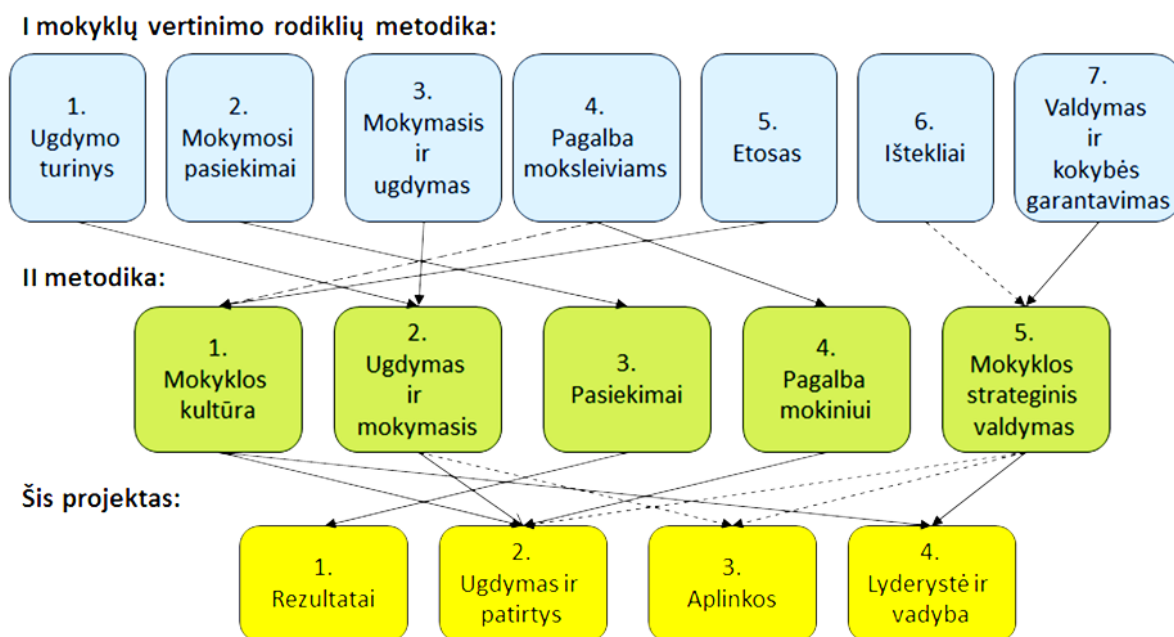 I mokyklų vertinimo rodiklių metodika:
1.
Ugdymo
turinys
2.
Mokymosi
pasiekimai
3.
Mokymasis
ir
ugdymas
4.
Pagalba
moksleiviams
5.
Etosas
6.
Ištekliai
7.
Valdymas
ir
kokybės
garantavimas
II metodika:
1.
Mokyklos
kultūra
2.
Ugdymas
ir
mokymasis
3.
Pasiekimai
4.
Pagalba
mokiniui
5.
Mokyklos
strateginis
valdymas
Šis projektas:
1.
Rezultatai
2.
Ugdymas ir
patirtys
3.
Aplinkos
4.
Lyderystė ir
vadyba